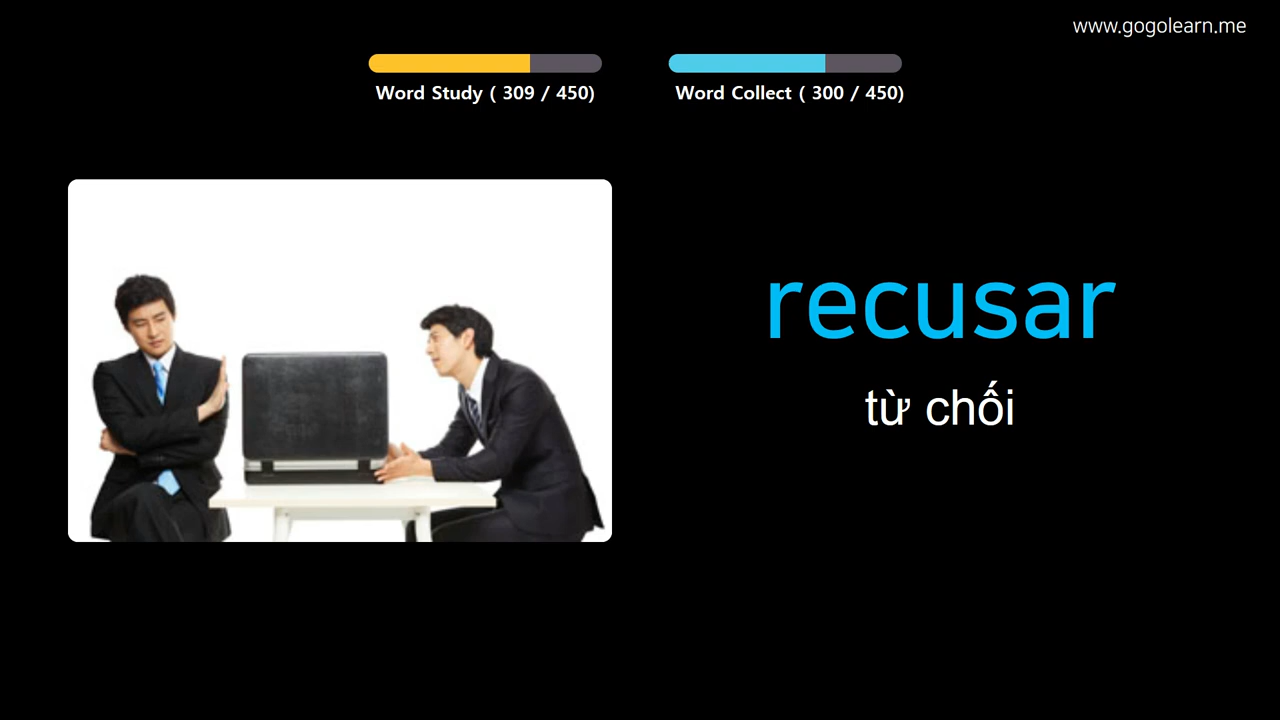 www.gogolearn.me
Word Study ( 309 / 450)
Word Collect ( 300 / 450)
recusar
từ chối